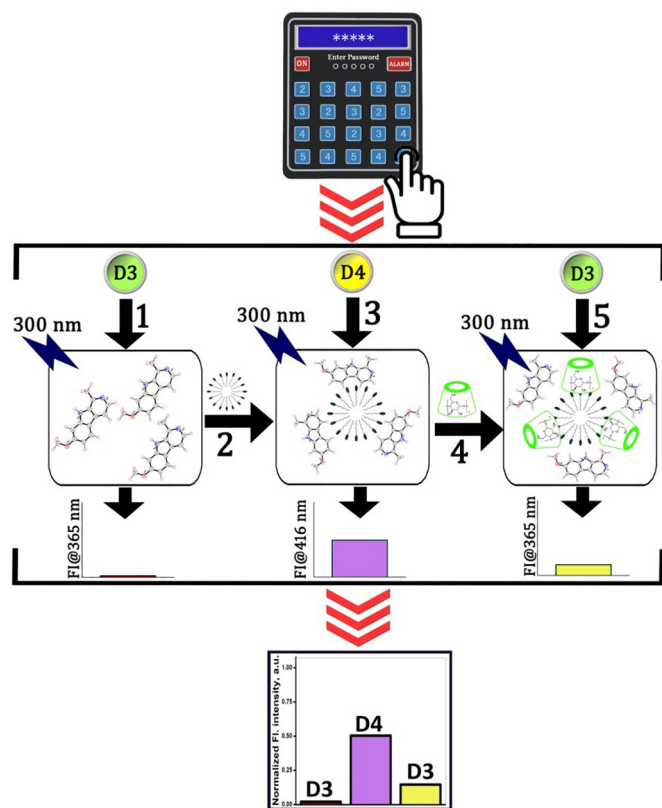 *****
Enter Password
ON
ALARM
2 3 4 5 3
3 2 3 2 5
4 5 2 3 4
5 4 5 4
D3 D4 D3
1 3 5
300 nm 300 nm 300 nm
2 4
FI@365 nm
FI@416 nm
FI@365 nm
Normalized Fl. intensity, a.u.
1.00
0.75
0.50
0.25
0.00
D3
D4
D3